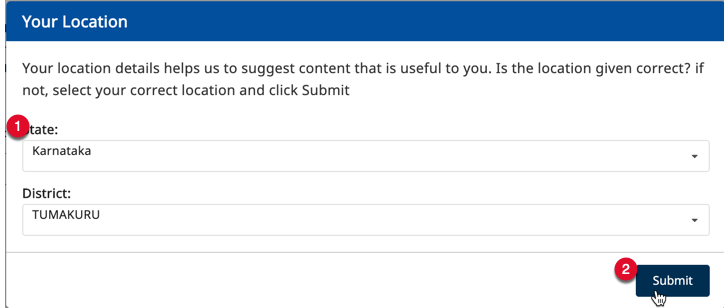 Your Location
Your location details helps us to suggest content that is useful to you. Is the location given correct? if
not, select your correct location and click Submit
1
tate:
Karnataka
District:
TUMAKURU
2
Submit